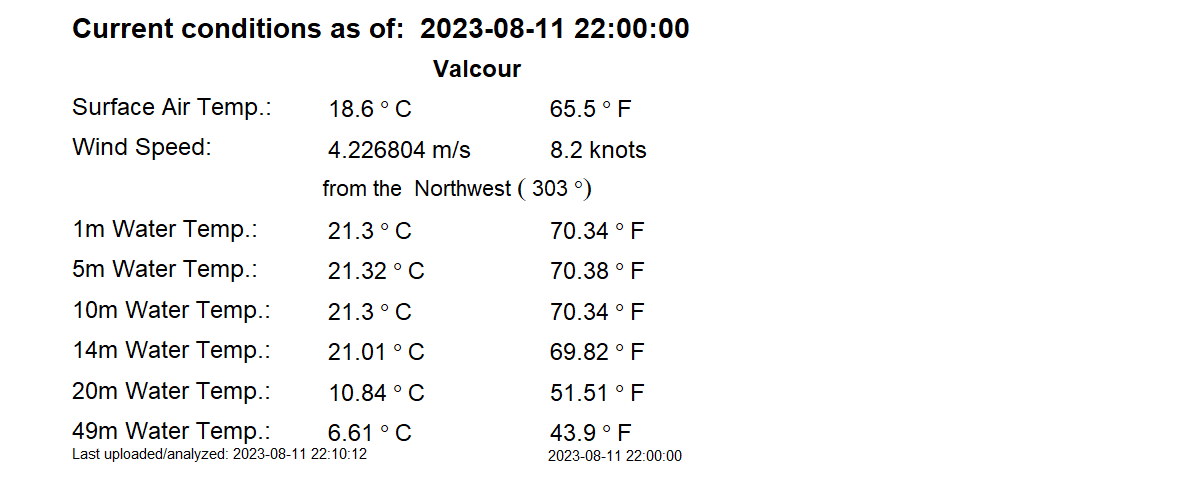 Current conditions as of: 2023-08-11 22:00:00
Valcour
Surface Air Temp.: 18.6 ° C 65.5 ° F
Wind Speed: 4.226804 m/s 8.2 knots
from the Northwest ( 303 °)
1m Water Temp.: 21.3 ° C 70.34 ° F
5m Water Temp.: 21.32 ° C 70.38 ° F
10m Water Temp.: 21.3 ° C 70.34 ° F
14m Water Temp.: 21.01 ° C 69.82 ° F
20m Water Temp.: 10.84 ° C 51.51 ° F
49m Water Temp.: 6.61 ° C 43.9 ° F
Last uploaded/analyzed: 2023-08-11 22:10:12 2023-08-11 22:00:00